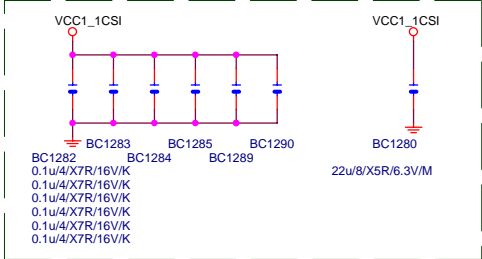 VCC1_1CSI VCC1_1CSI
BC1283 BC1285 BC1290 BC1280
BC1282 BC1284 BC1289
0.1u/4/X7R/16V/K 22u/8/X5R/6.3V/M
0.1u/4/X7R/16V/K
0.1u/4/X7R/16V/K
0.1u/4/X7R/16V/K
0.1u/4/X7R/16V/K
0.1u/4/X7R/16V/K